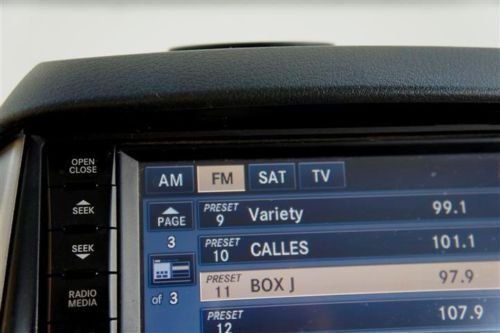 OPEN
CLOSE
SEEK
SEEK
RADIO
MEDIA
AM FM SAT TV
PAGE
3
of 3
PRESET 9 Variety 99.1
PRESET 10 CALLES 101.1
PRESET 11 BOX J 97.9
PRESET 12 107.9